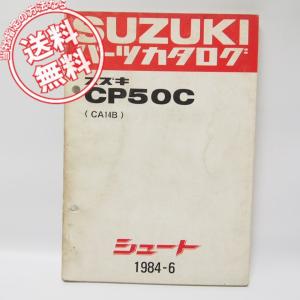 SUZUKI
パーツカタログ
スズキ
CP50C
(CA14B)
シュート
1984-6
送料
無料